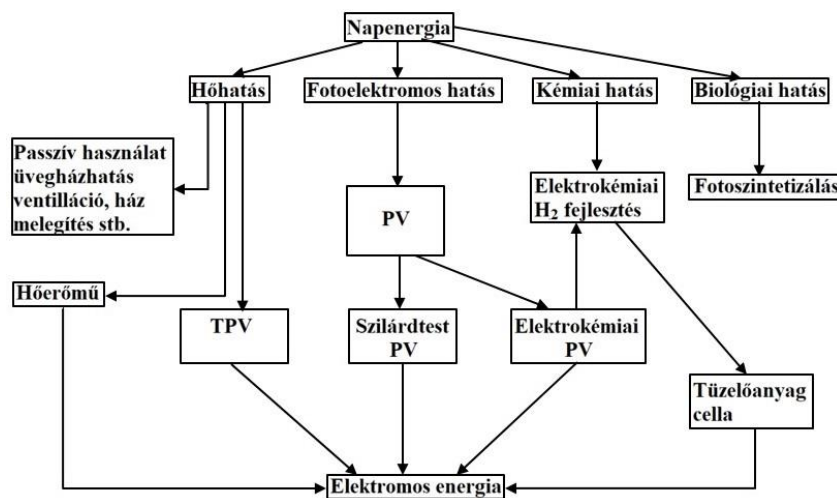 Napenergia
Hőhatás
Fotoelektromos hatás
Kémiai hatás
Biológiai hatás
Passzív használat
üvegházhatás
ventilláció, ház
melegítés stb.
PV
Elektrokémiai
H₂ fejlesztés
Fotoszintetizálás
Hőerőmű
TPV
Szilárdtest
PV
Elektrokémiai
PV
Tüzelőanyag
cella
Elektromos energia